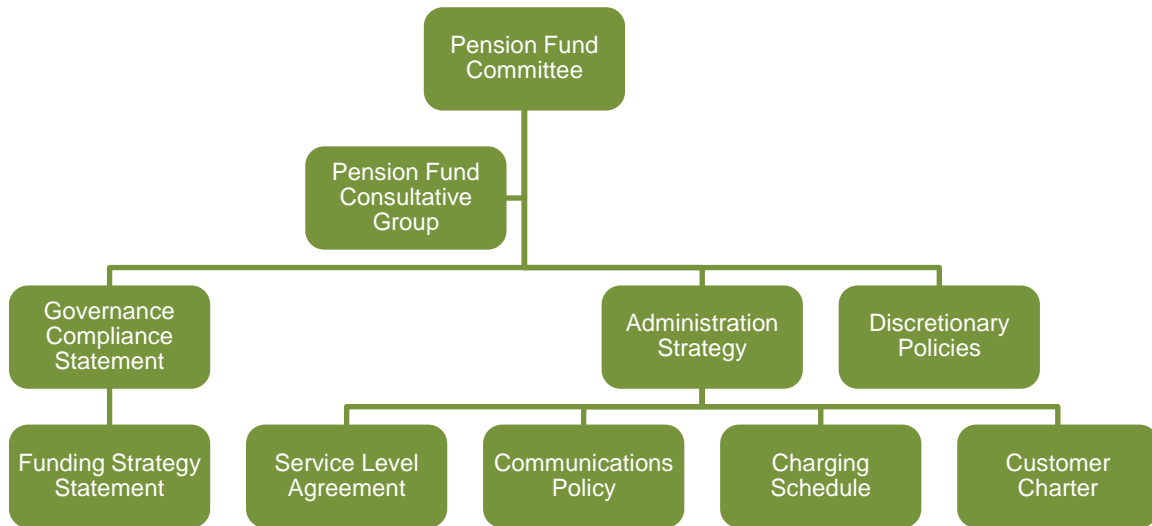 Pension Fund
Committee
Pension Fund
Consultative
Group
Governance
Compliance
Statement
Administration
Strategy
Discretionary
Policies
Funding Strategy
Statement
Service Level
Agreement
Communications
Policy
Charging
Schedule
Customer
Charter